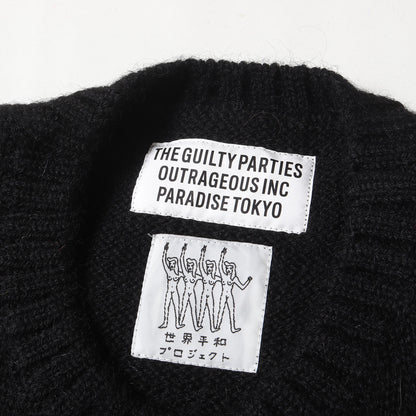 THE GUILTY PARTIES
OUTRAGEOUS INC
PARADISE TOKYO
世界平和
プロジェクト